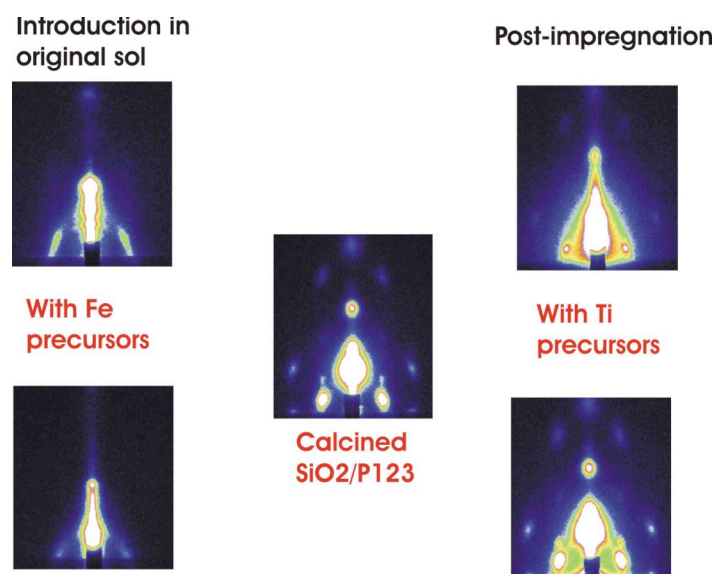 Introduction in
original sol
Post-impregnation
With Fe
precursors
With Ti
precursors
Calcined
SiO2/P123